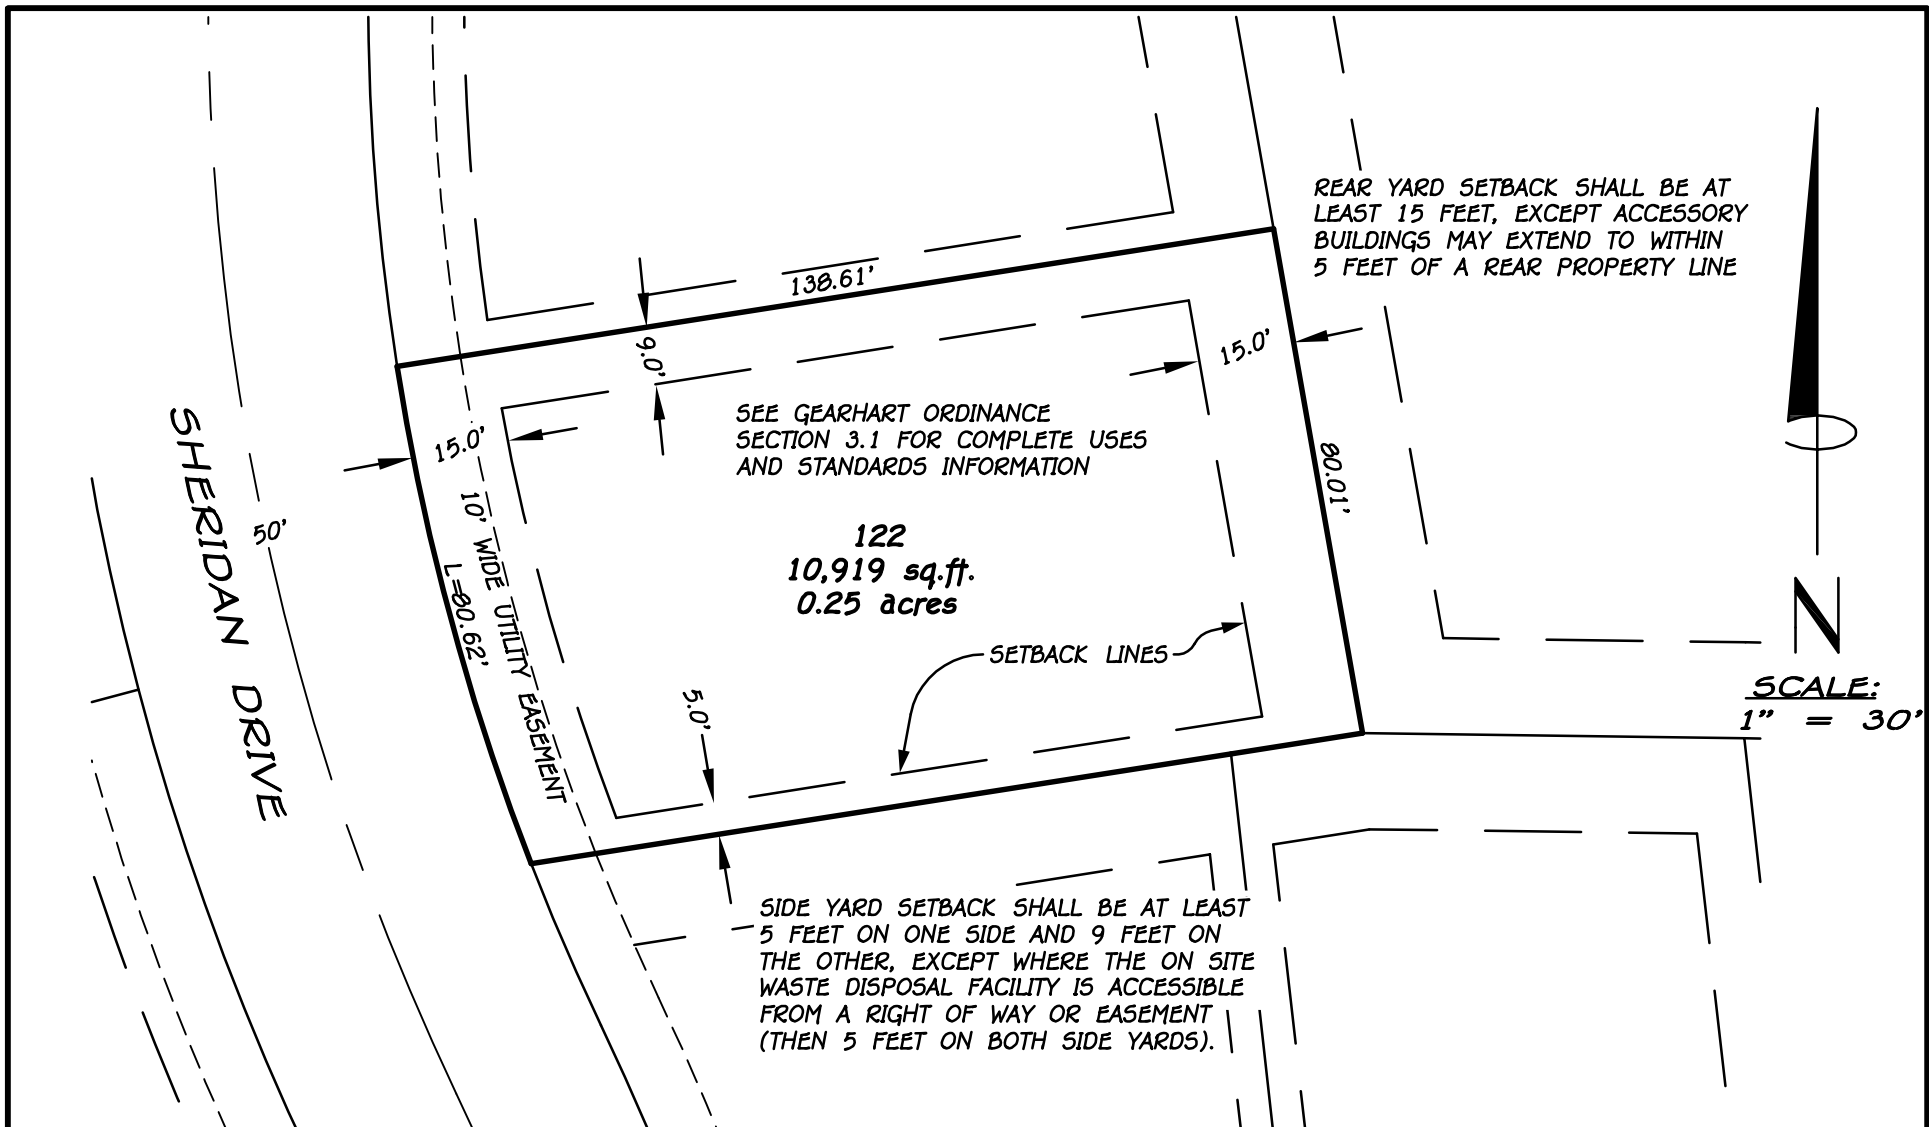 REAR YARD SETBACK SHALL BE AT
LEAST 15 FEET, EXCEPT ACCESSORY
BUILDINGS MAY EXTEND TO WITHIN
5 FEET OF A REAR PROPERTY LINE
138.61'
9.0'
15.0'
SEE GEARHART ORDINANCE
SECTION 3.1 FOR COMPLETE USES
AND STANDARDS INFORMATION
15.0'
80.01'
SHERIDAN DRIVE
50'
10' WIDE UTILITY EASEMENT
L=80.62'
122
10,919 sq.ft.
0.25 acres
SETBACK LINES
5.0'
N
SCALE:
1" = 30'
SIDE YARD SETBACK SHALL BE AT LEAST
5 FEET ON ONE SIDE AND 9 FEET ON
THE OTHER, EXCEPT WHERE THE ON SITE
WASTE DISPOSAL FACILITY IS ACCESSIBLE
FROM A RIGHT OF WAY OR EASEMENT
(THEN 5 FEET ON BOTH SIDE YARDS).